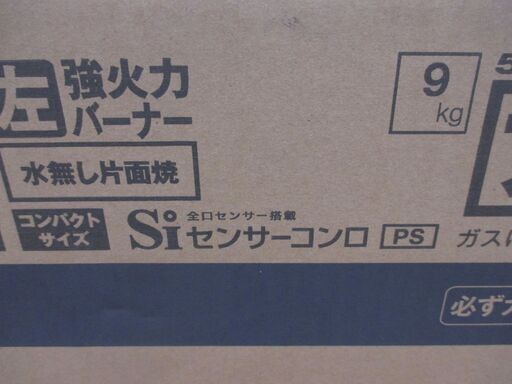 左 強火力
バーナー
9
kg
水無し片面焼
コンパクト
サイズ
全口センサー搭載
Siセンサーコンロ PS ガス
必ず